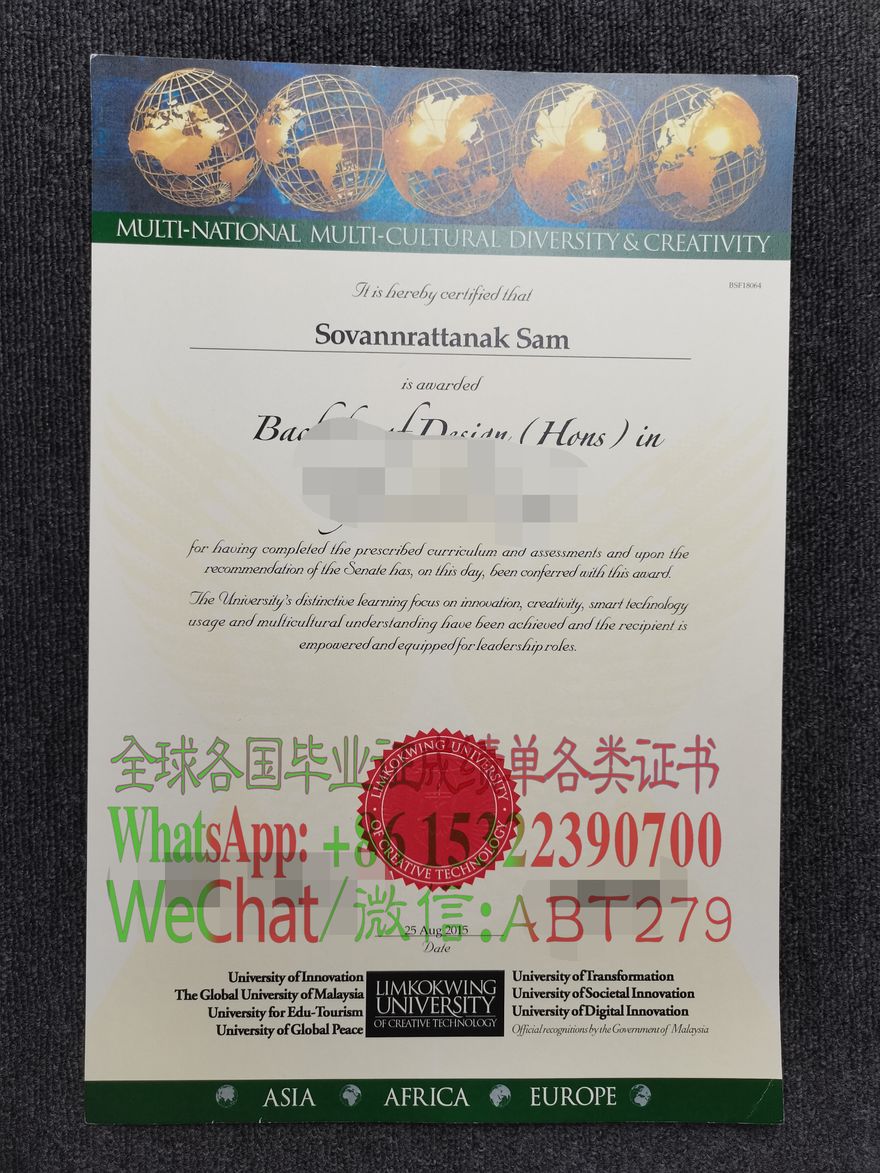 MULTI-NATIONAL MULTI-CULTURAL DIVERSITY & CREATIVITY
BSF18064
It is hereby certified that
Sovannrattanak Sam
is awarded
Design (Hons) in
for having completed the prescribed curriculum and assessments and upon the
recommendation of the Senate has, on this day, been conferred with this award.
The University's distinctive learning focus on innovation, creativity, smart technology
usage and multicultural understanding have been achieved and the recipient is
empowered and equipped for leadership roles.
全球各国毕业证成绩单各类证书
LIMKOKWING UNIVERSITY
OF CREATIVE TECHNOLOGY
WhatsApp: +86 15322390700
WeChat/微信:ABT279
25 Aug 2015
Date
University of Innovation
The Global University of Malaysia
University for Edu-Tourism
University of Global Peace
LIMKOKWING
UNIVERSITY
OF CREATIVE TECHNOLOGY
University of Transformation
University of Societal Innovation
University of Digital Innovation
Official recognitions by the Government of Malaysia
ASIA AFRICA EUROPE